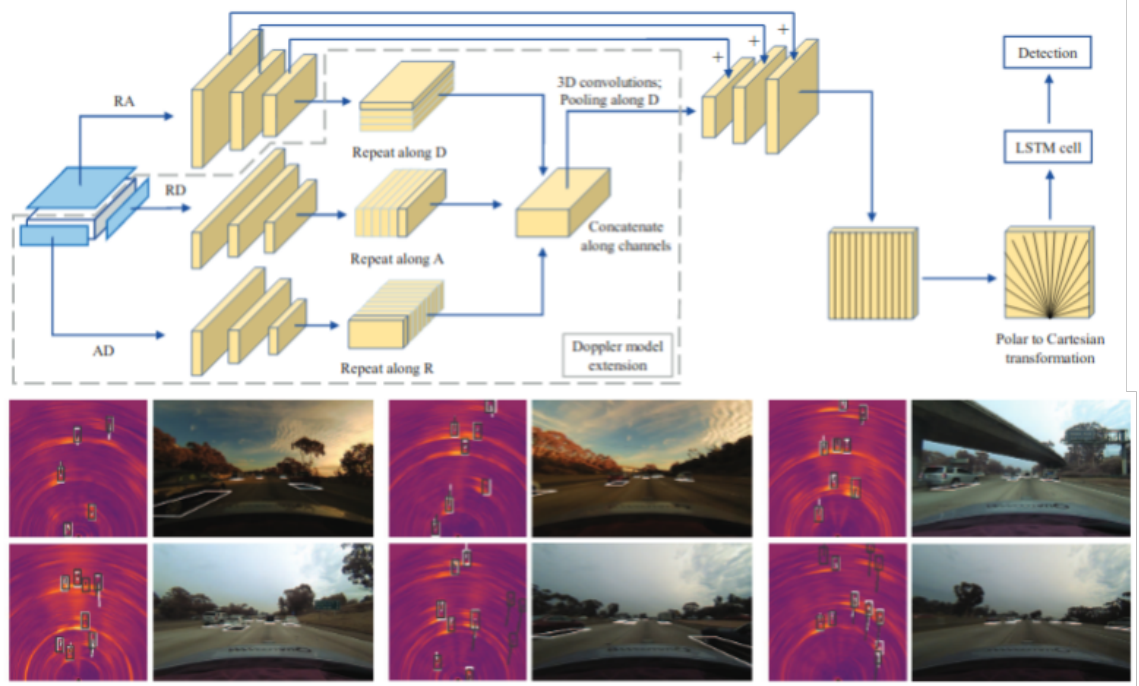 RA
RD
AD
Repeat along D
Repeat along A
Repeat along R
3D convolutions;
Pooling along D
+
+
+
Concatenate
along channels
Doppler model
extension
Detection
LSTM cell
Polar to Cartesian
transformation